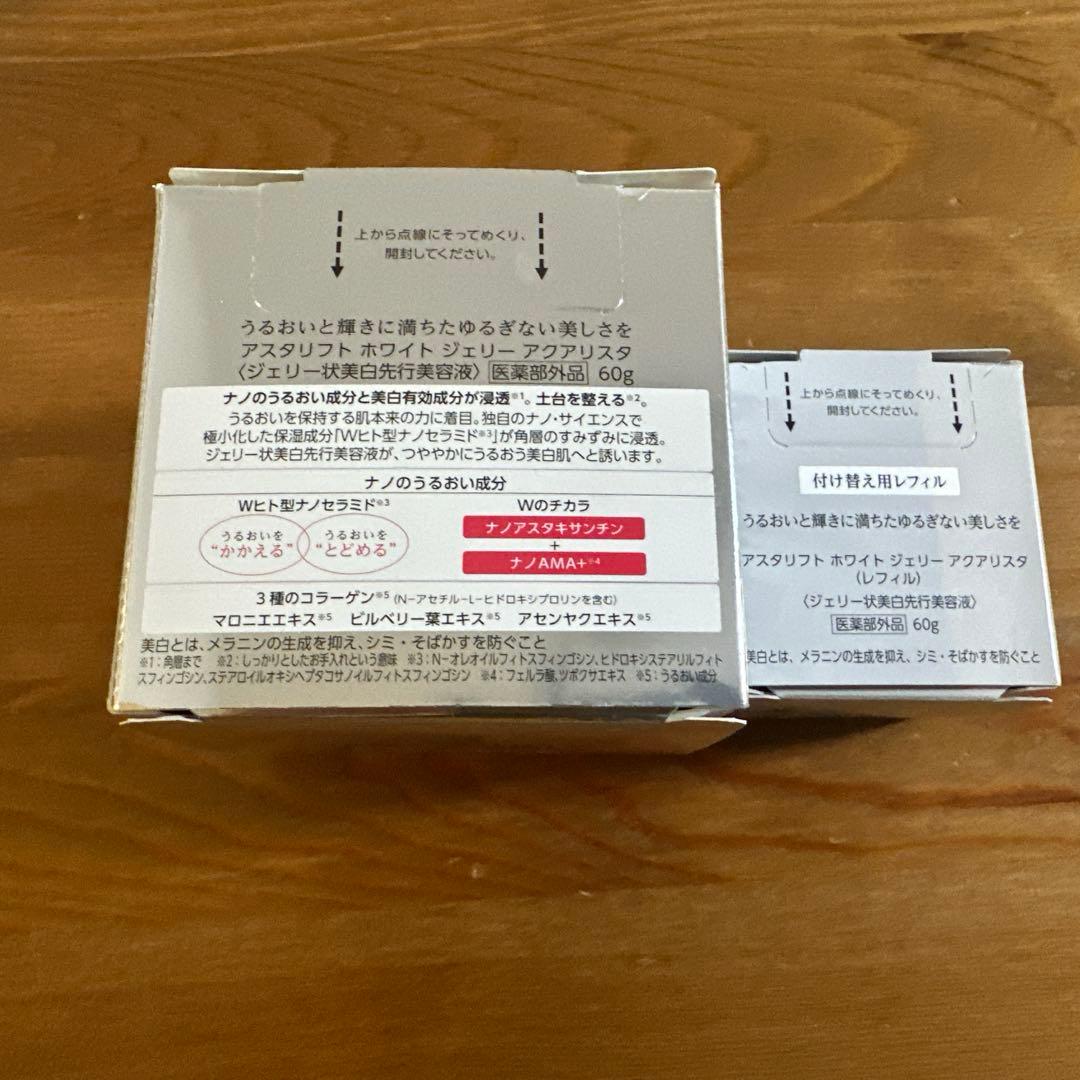 上から点線にそってめくり、
開封してください。
うるおいと輝きに満ちたゆるぎない美しさを
アスタリフト ホワイト ジェリー アクアリスタ
〈ジェリー状美白先行美容液〉 医薬部外品 60g
ナノのうるおい成分と美白有効成分が浸透※1。土台を整える※2。
うるおいを保持する肌本来の力に着目。独自のナノ・サイエンスで
極小化した保湿成分「Wヒト型ナノセラミド※3」が角層のすみずみに浸透。
ジェリー状美白先行美容液が、つややかにうるおう美白肌へと誘います。
ナノのうるおい成分
Wヒト型ナノセラミド※3
うるおいを
"かかえる"
うるおいを
"とどめる"
Wのチカラ
ナノアスタキサンチン
+
ナノAMA+※4
3種のコラーゲン※5 (N-アセチル-L-ヒドロキシプロリンを含む)
マロニエエキス※5 ビルベリー葉エキス※5 アセンヤクエキス※5
美白とは、メラニンの生成を抑え、シミ・そばかすを防ぐこと
※1:角層まで ※2:しっかりとしたお手入れという意味 ※3:N-オレオイルフィトスフィンゴシン、ヒドロキシステアリルフィト
スフィンゴシン、ステアロイルオキシヘプタコサノイルフィトスフィンゴシン ※4:フェルラ酸、ツボクサエキス ※5:うるおい成分
上から点線にそってめくり、
開封してください。
付け替え用レフィル
うるおいと輝きに満ちたゆるぎない美しさを
アスタリフト ホワイト ジェリー アクアリスタ
(レフィル)
〈ジェリー状美白先行美容液〉
医薬部外品 60g
美白とは、メラニンの生成を抑え、シミ・そばかすを防ぐこと